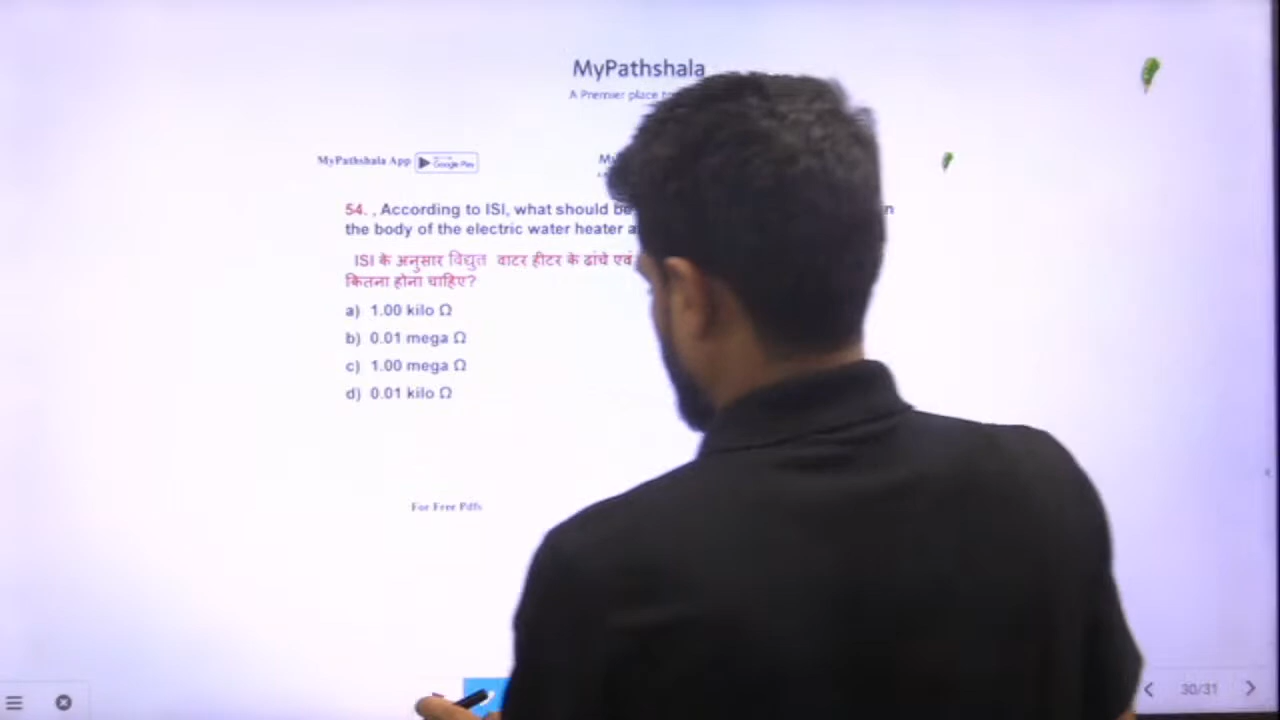 MyPathshala
A Premier place
MyPathshala App Google Play
54. , According to ISI, what should be
the body of the electric water heater
ISI के अनुसार विद्युत वाटर हीटर के ढांचे एवं
कितना होना चाहिए?
a) 1.00 kilo Ω
b) 0.01 mega Ω
c) 1.00 mega Ω
d) 0.01 kilo Ω
For Free Pdfs
30/31